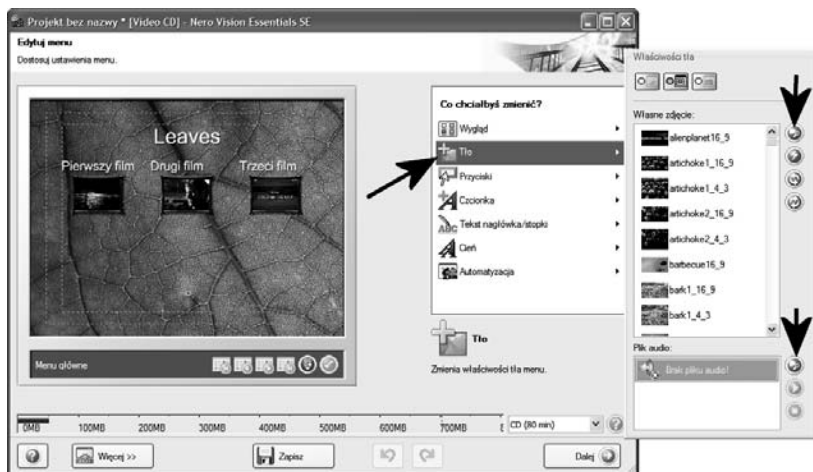 Projekt bez nazwy * [Video CD] - Nero Vision Essentials SE
Edytuj menu
Dostosuj ustawienia menu.
Leaves
Pierwszy film Drugi film Trzeci film
Menu główne
Co chciałbyś zmienić?
Wygląd
Tło
Przyciski
Czcionka
ABC Tekst nagłówka/stopki
Cień
Automatyzacja
Tło
Zmienia właściwości tła menu.
Właściwości tła
Własne zdjęcie:
alienplanet16_9
artichoke1_16_9
artichoke1_4_3
artichoke2_16_9
artichoke2_4_3
barbecue16_9
bark1_16_9
bark1_4_3
Plik audio:
Brak pliku audio!
0MB 100MB 200MB 300MB 400MB 500MB 600MB 700MB CD (80 min)
Więcej >> Zapisz Dalej